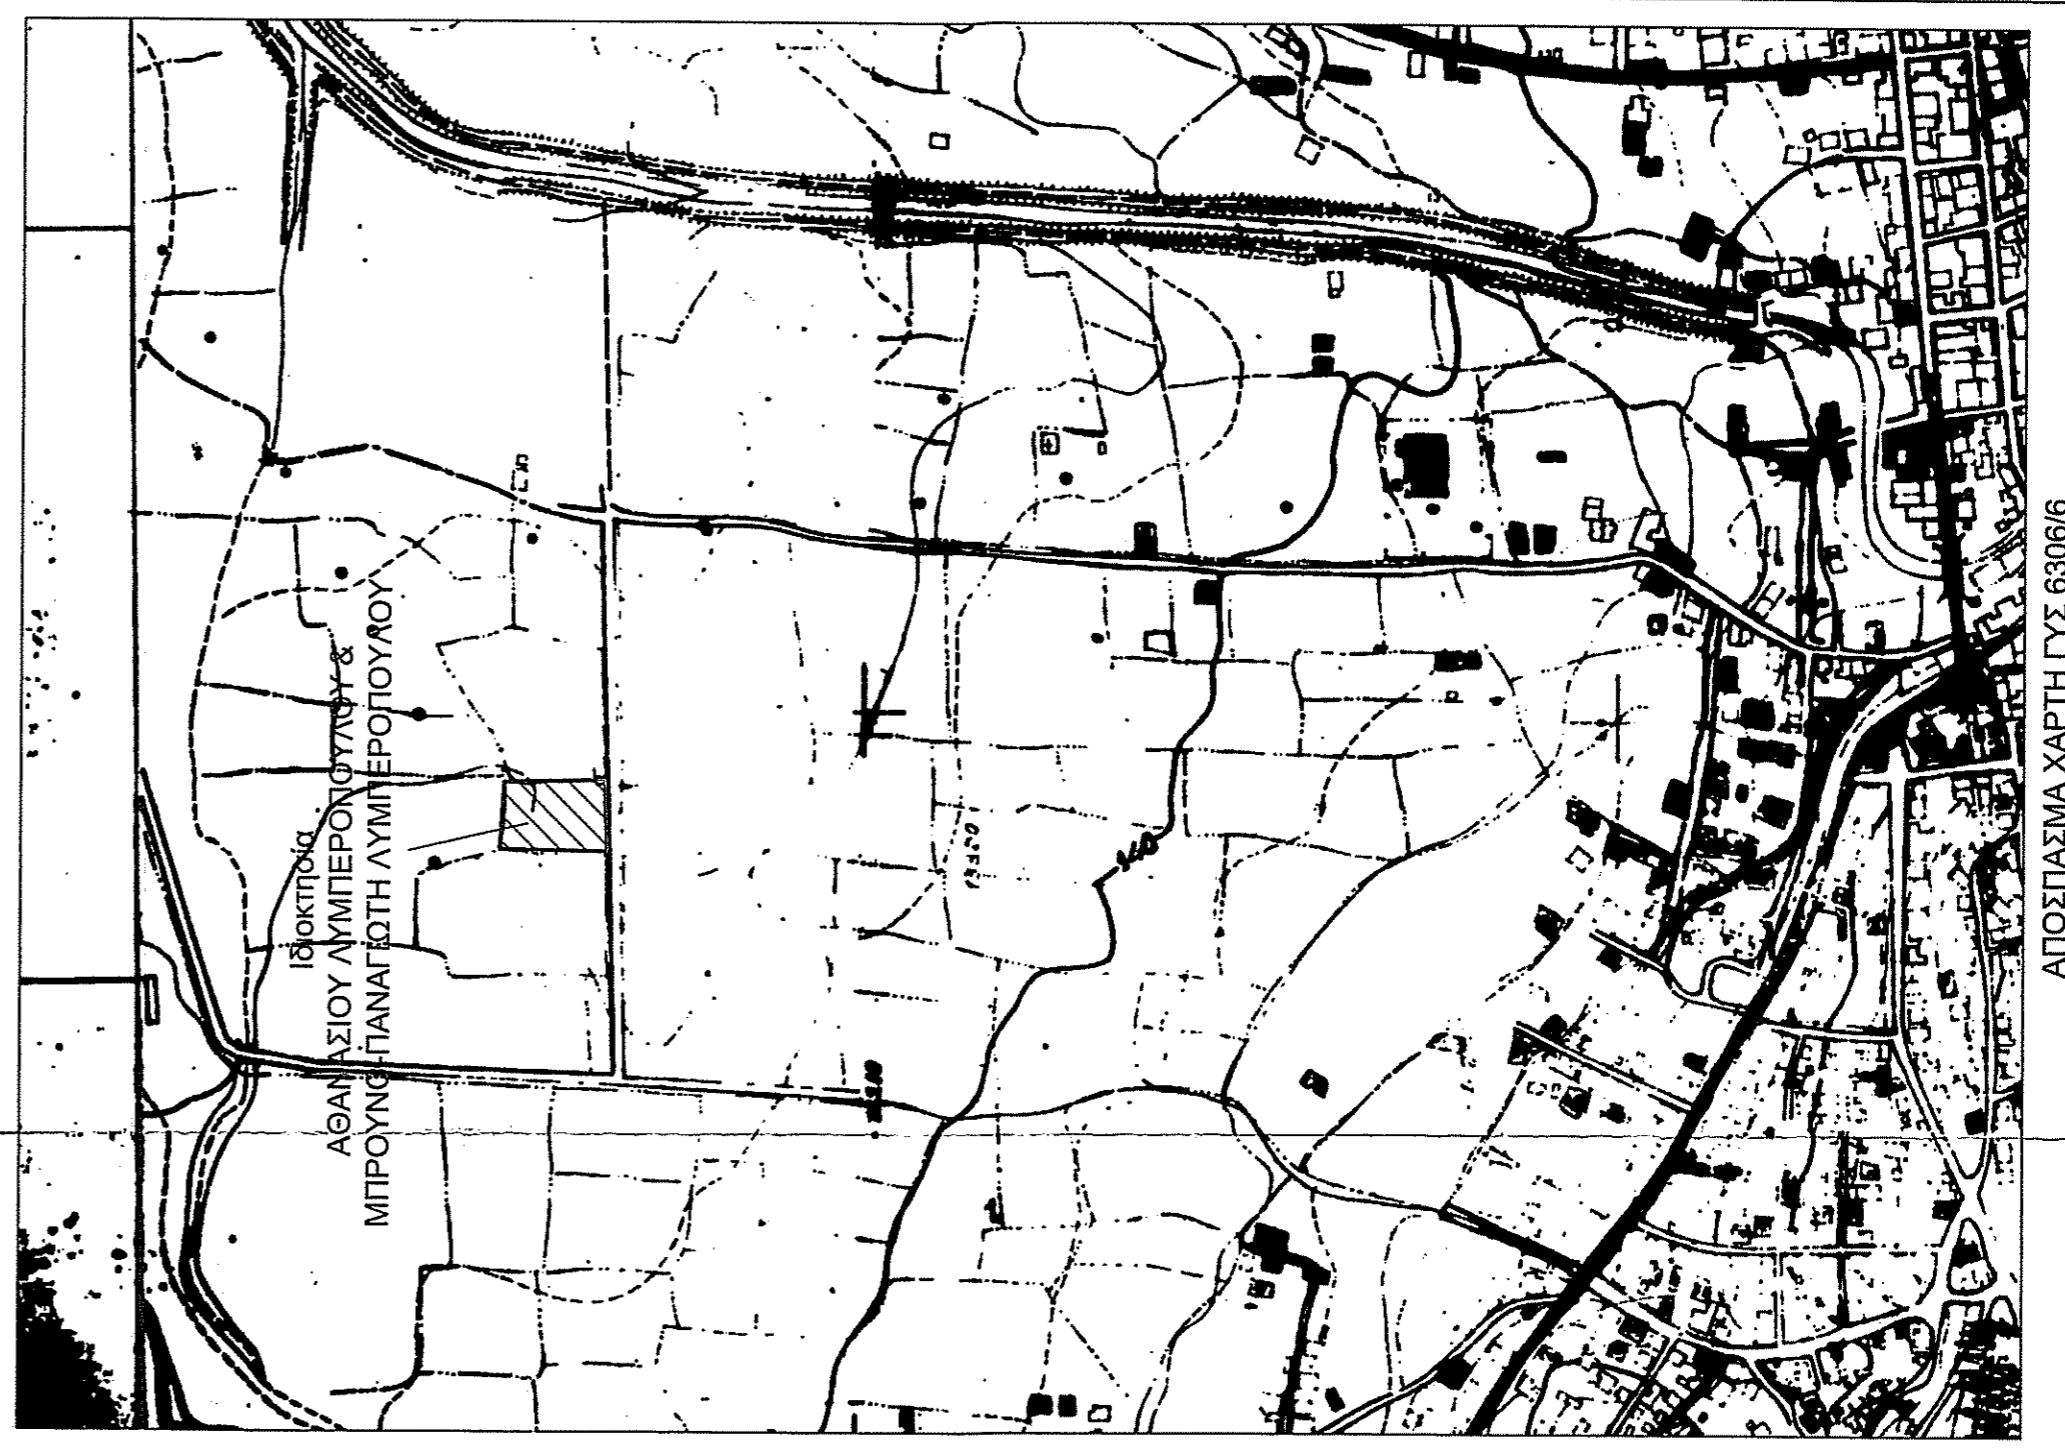 Ιδιοκτησία
ΑΘΑΝΑΣΙΟΥ ΛΥΜΠΕΡΟΠΟΥΛΟΥ &
ΜΠΡΟΥΝΟ-ΠΑΝΑΓΙΩΤΗ ΛΥΜΠΕΡΟΠΟΥΛΟΥ
ΑΠΟΣΠΑΣΜΑ ΧΑΡΤΗ ΓΥΣ 6306/6